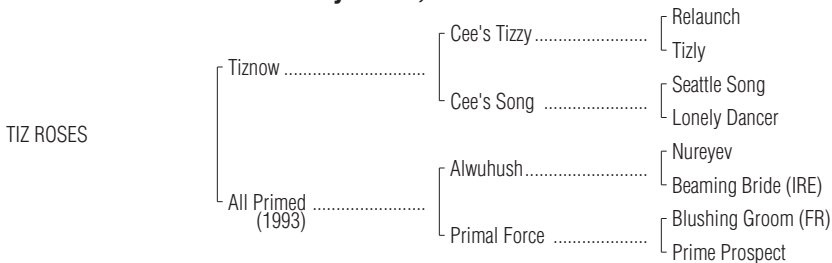 Relaunch
Cee's Tizzy
Tizly
Tiznow
Seattle Song
Cee's Song
Lonely Dancer
TIZ ROSES
Nureyev
Alwuhush
Beaming Bride (IRE)
All Primed
(1993)
Blushing Groom (FR)
Primal Force
Prime Prospect